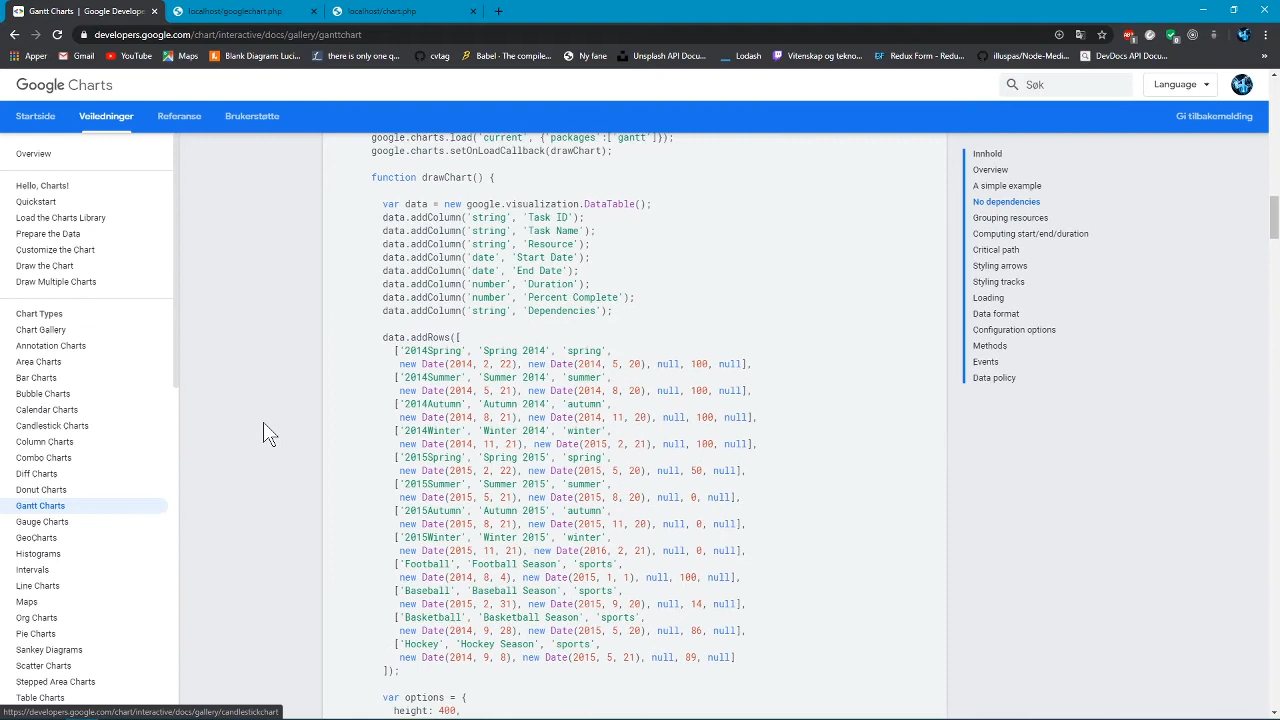 Gantt Charts | Google Develope
localhost/googlechart.php
localhost/chart.php
developers.google.com/chart/interactive/docs/gallery/ganttchart
Apper
Gmail
YouTube
Maps
Blank Diagram: Luci...
there is only one q...
cvtag
Babel - The compile...
Ny fane
Unsplash API Docu...
Lodash
Vitenskap og tekno...
Redux Form - Redu...
illuspas/Node-Medi...
DevDocs API Docu...
Google Charts
Søk
Language
Startside
Veiledninger
Referanse
Brukerstøtte
Gi tilbakemelding
Overview
Hello, Charts!
Quickstart
Load the Charts Library
Prepare the Data
Customize the Chart
Draw the Chart
Draw Multiple Charts
Chart Types
Chart Gallery
Annotation Charts
Area Charts
Bar Charts
Bubble Charts
Calendar Charts
Candlestick Charts
Column Charts
Combo Charts
Diff Charts
Donut Charts
Gantt Charts
Gauge Charts
GeoCharts
Histograms
Intervals
Line Charts
Maps
Org Charts
Pie Charts
Sankey Diagrams
Scatter Charts
Stepped Area Charts
Table Charts
https://developers.google.com/chart/interactive/docs/gallery/candlestickchart
google.charts.load('current', {'packages':['gantt']});
google.charts.setOnLoadCallback(drawChart);
function drawChart() {
var data = new google.visualization.DataTable();
data.addColumn('string', 'Task ID');
data.addColumn('string', 'Task Name');
data.addColumn('string', 'Resource');
data.addColumn('date', 'Start Date');
data.addColumn('date', 'End Date');
data.addColumn('number', 'Duration');
data.addColumn('number', 'Percent Complete');
data.addColumn('string', 'Dependencies');
data.addRows([
['2014Spring', 'Spring 2014', 'spring',
new Date(2014, 2, 22), new Date(2014, 5, 20), null, 100, null],
['2014Summer', 'Summer 2014', 'summer',
new Date(2014, 5, 21), new Date(2014, 8, 20), null, 100, null],
['2014Autumn', 'Autumn 2014', 'autumn',
new Date(2014, 8, 21), new Date(2014, 11, 20), null, 100, null],
['2014Winter', 'Winter 2014', 'winter',
new Date(2014, 11, 21), new Date(2015, 2, 21), null, 100, null],
['2015Spring', 'Spring 2015', 'spring',
new Date(2015, 2, 22), new Date(2015, 5, 20), null, 50, null],
['2015Summer', 'Summer 2015', 'summer',
new Date(2015, 5, 21), new Date(2015, 8, 20), null, 0, null],
['2015Autumn', 'Autumn 2015', 'autumn',
new Date(2015, 8, 21), new Date(2015, 11, 20), null, 0, null],
['2015Winter', 'Winter 2015', 'winter',
new Date(2015, 11, 21), new Date(2016, 2, 21), null, 0, null],
['Football', 'Football Season', 'sports',
new Date(2014, 8, 4), new Date(2015, 1, 1), null, 100, null],
['Baseball', 'Baseball Season', 'sports',
new Date(2015, 2, 31), new Date(2015, 9, 20), null, 14, null],
['Basketball', 'Basketball Season', 'sports',
new Date(2014, 9, 28), new Date(2015, 5, 20), null, 86, null],
['Hockey', 'Hockey Season', 'sports',
new Date(2014, 9, 8), new Date(2015, 5, 21), null, 89, null]
]);
var options = {
height: 400,
Innhold
Overview
A simple example
No dependencies
Grouping resources
Computing start/end/duration
Critical path
Styling arrows
Styling tracks
Loading
Data format
Configuration options
Methods
Events
Data policy